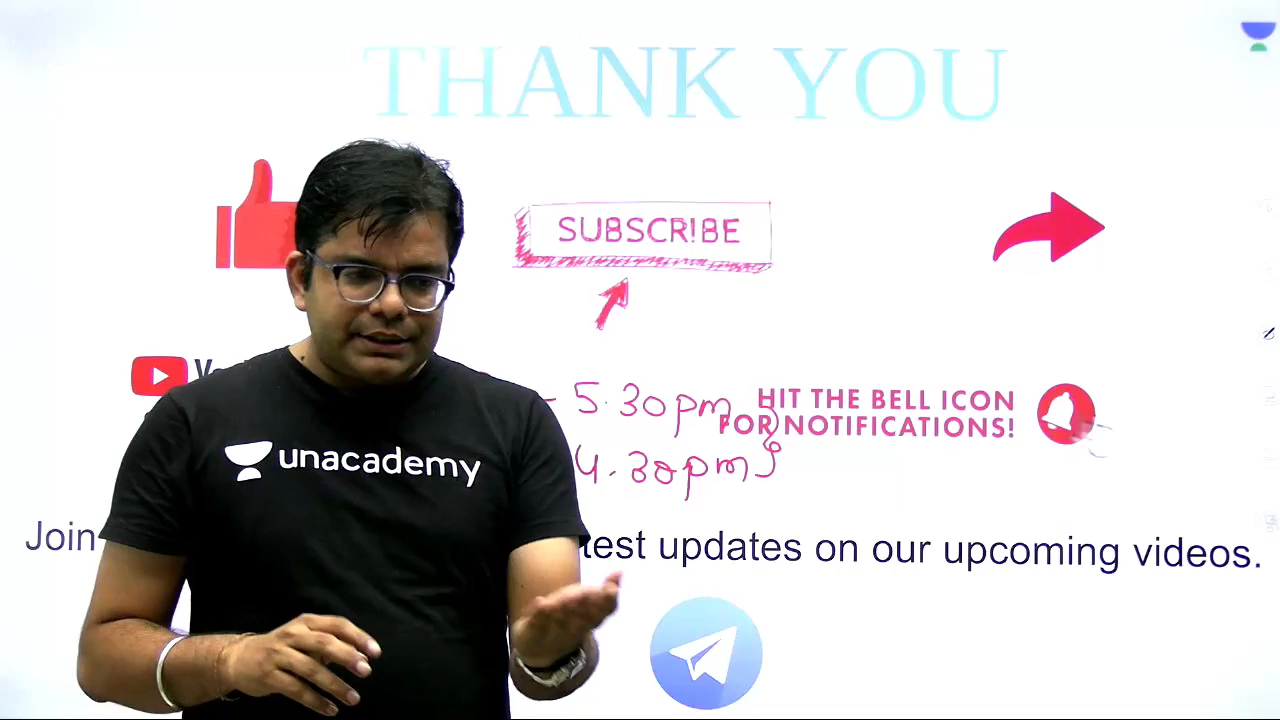 THANK YOU
SUBSCRIBE
- 5.30pm
4.30pm
HIT THE BELL ICON
FOR NOTIFICATIONS!
unacademy
Join
updates on our upcoming videos.